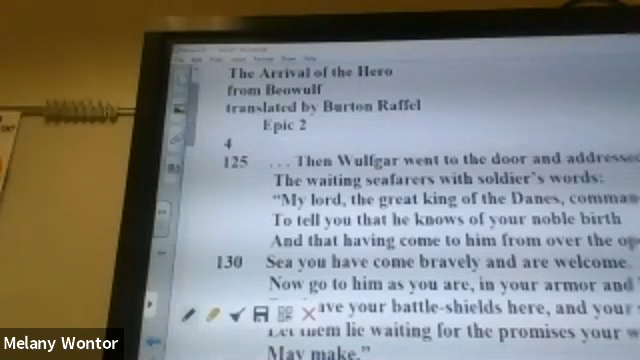 The Arrival of the Hero
from Beowulf
translated by Burton Raffel
Epic 2
4
125 ... Then Wulfgar went to the door and addresse
The waiting seafarers with soldier's words:
"My lord, the great king of the Danes, comman
To tell you that he knows of your noble birth
And that having come to him from over the op
130 Sea you have come bravely and are welcome.
Now go to him as you are, in your armor and
ave your battle-shields here, and your
Let them lie waiting for the promises your w
May make."
Melany Wontor